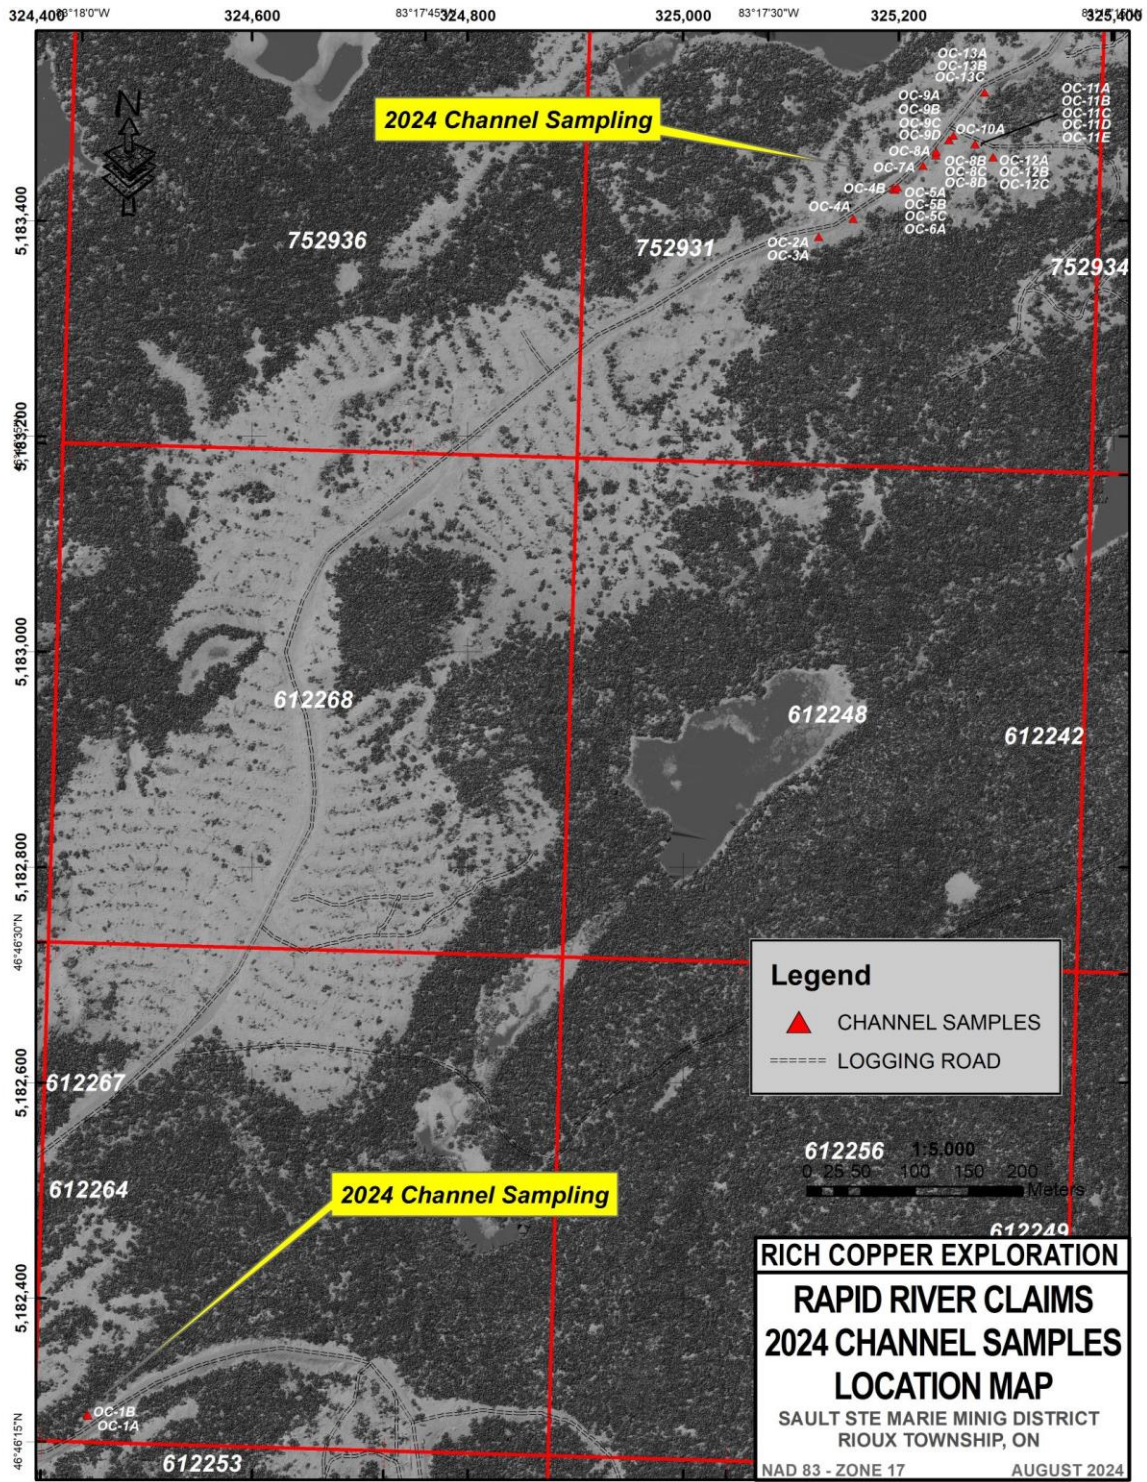 324,400
83°18'0"W
324,600
83°17'45"W
324,800
325,000
83°17'30"W
325,200
325,400
N
2024 Channel Sampling
OC-13A
OC-13B
OC-13C
OC-9A
OC-9B
OC-9C
OC-9D
OC-10A
OC-11A
OC-11B
OC-11C
OC-11D
OC-11E
OC-8A
OC-7A
OC-8B
OC-8C
OC-8D
OC-12A
OC-12B
OC-12C
OC-4B
OC-5A
OC-5B
OC-5C
OC-6A
OC-4A
OC-2A
OC-3A
5,183,400
752936
752931
752934
5,183,200
5,183,000
612268
612248
612242
5,182,800
46°46'30"N
Legend
CHANNEL SAMPLES
LOGGING ROAD
5,182,600
612267
612264
612256
1:5,000
0 25 50 100 150 200
Meters
2024 Channel Sampling
612249
5,182,400
OC-1B
OC-1A
46°46'15"N
612253
RICH COPPER EXPLORATION
RAPID RIVER CLAIMS
2024 CHANNEL SAMPLES
LOCATION MAP
SAULT STE MARIE MINIG DISTRICT
RIOUX TOWNSHIP, ON
NAD 83 - ZONE 17
AUGUST 2024